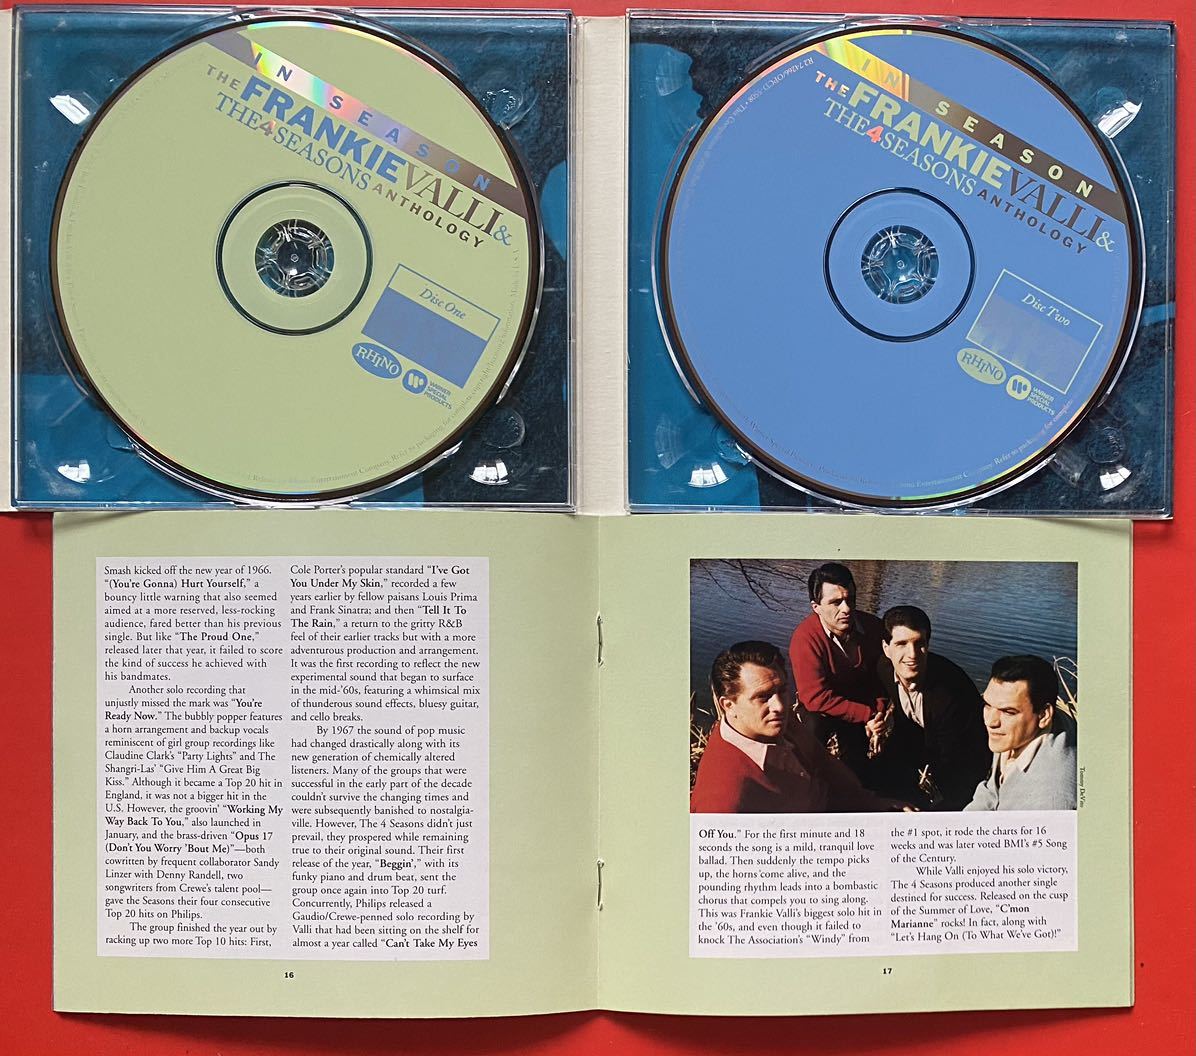 IN SEASON
THE FRANKIE VALLI &
THE 4 SEASONS ANTHOLOGY
Disc One
RHINO
WARNER
SPECIAL
PRODUCTS
IN SEASON
THE FRANKIE VALLI &
THE 4 SEASONS ANTHOLOGY
Disc Two
RHINO
WARNER
SPECIAL
PRODUCTS
Smash kicked off the new year of 1966.
“(You're Gonna) Hurt Yourself,” a
bouncy little warning that also seemed
aimed at a more reserved, less-rocking
audience, fared better than his previous
single. But like “The Proud One,”
released later that year, it failed to score
the kind of success he achieved with
his bandmates.
Another solo recording that
unjustly missed the mark was “You're
Ready Now.” The bubbly popper features
a horn arrangement and backup vocals
reminiscent of girl group recordings like
Claudine Clark's “Party Lights” and The
Shangri-Las' “Give Him A Great Big
Kiss.” Although it became a Top 20 hit in
England, it was not a bigger hit in the
U.S. However, the groovin' “Working My
Way Back To You,” also launched in
January, and the brass-driven “Opus 17
(Don't You Worry 'Bout Me)”—both
cowritten by frequent collaborator Sandy
Linzer with Denny Randell, two
songwriters from Crewe's talent pool—
gave the Seasons their four consecutive
Top 20 hits on Philips.
The group finished the year out by
racking up two more Top 10 hits: First,
Cole Porter's popular standard “I've Got
You Under My Skin,” recorded a few
years earlier by fellow paisans Louis Prima
and Frank Sinatra; and then “Tell It To
The Rain,” a return to the gritty R&B
feel of their earlier tracks but with a more
adventurous production and arrangement.
It was the first recording to reflect the new
experimental sound that began to surface
in the mid-'60s, featuring a whimsical mix
of thunderous sound effects, bluesy guitar,
and cello breaks.
By 1967 the sound of pop music
had changed drastically along with its
new generation of chemically altered
listeners. Many of the groups that were
successful in the early part of the decade
couldn't survive the changing times and
were subsequently banished to nostalgia-
ville. However, The 4 Seasons didn't just
prevail, they prospered while remaining
true to their original sound. Their first
release of the year, “Beggin',” with its
funky piano and drum beat, sent the
group once again into Top 20 turf.
Concurrently, Philips released a
Gaudio/Crewe-penned solo recording by
Valli that had been sitting on the shelf for
almost a year called “Can't Take My Eyes
16
Tommy DeVito
Off You.” For the first minute and 18
seconds the song is a mild, tranquil love
ballad. Then suddenly the tempo picks
up, the horns come alive, and the
pounding rhythm leads into a bombastic
chorus that compels you to sing along.
This was Frankie Valli's biggest solo hit in
the '60s, and even though it failed to
knock The Association's “Windy” from
the #1 spot, it rode the charts for 16
weeks and was later voted BMI's #5 Song
of the Century.
While Valli enjoyed his solo victory,
The 4 Seasons produced another single
destined for success. Released on the cusp
of the Summer of Love, “C'mon
Marianne” rocks! In fact, along with
“Let's Hang On (To What We've Got)!”
17